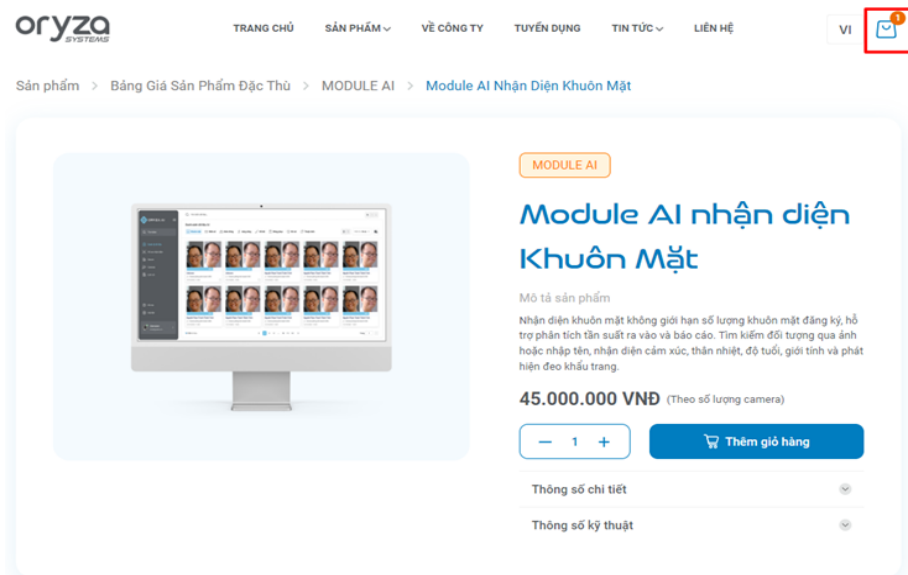 oryza
SYSTEMS
TRANG CHỦ SẢN PHẨM VỀ CÔNG TY TUYỂN DỤNG TIN TỨC LIÊN HỆ VI 1
Sản phẩm > Bảng Giá Sản Phẩm Đặc Thù > MODULE AI > Module AI Nhận Diện Khuôn Mặt
MODULE AI
Module AI nhận diện
Khuôn Mặt
Mô tả sản phẩm
Nhận diện khuôn mặt không giới hạn số lượng khuôn mặt đăng ký, hỗ
trợ phân tích tần suất ra vào và báo cáo. Tìm kiếm đối tượng qua ảnh
hoặc nhập tên, nhận diện cảm xúc, thân nhiệt, độ tuổi, giới tính và phát
hiện đeo khẩu trang.
45.000.000 VNĐ (Theo số lượng camera)
— 1 + Thêm giỏ hàng
Thông số chi tiết
Thông số kỹ thuật